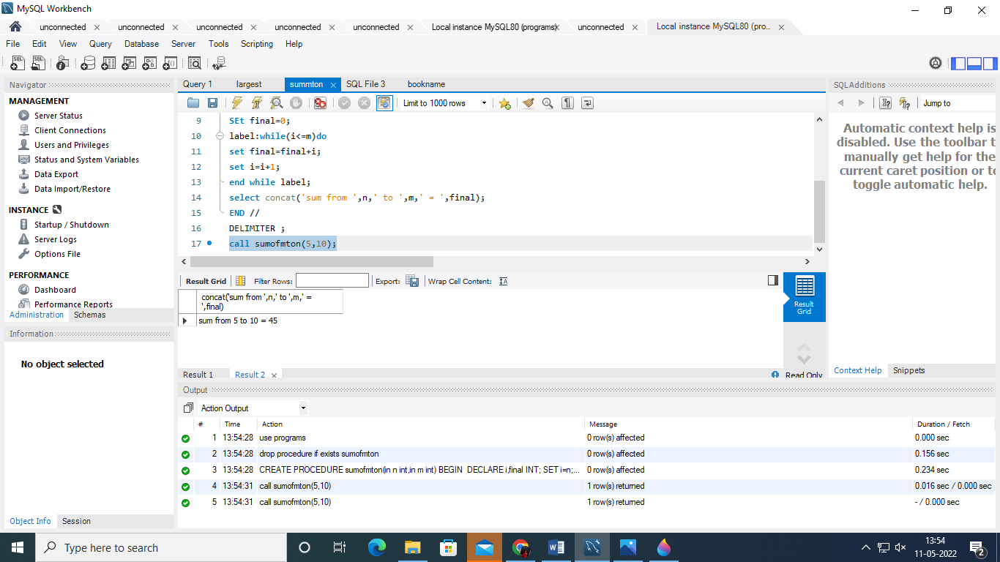 MySQL Workbench
unconnected
unconnected
unconnected
unconnected
unconnected
Local instance MySQL80 (programs)
unconnected
Local instance MySQL80 (pro...
File Edit View Query Database Server Tools Scripting Help
Navigator
MANAGEMENT
Server Status
Client Connections
Users and Privileges
Status and System Variables
Data Export
Data Import/Restore
INSTANCE
Startup / Shutdown
Server Logs
Options File
PERFORMANCE
Dashboard
Performance Reports
Administration Schemas
Information
No object selected
Object Info Session
Query 1 largest summton SQL File 3 bookname
Limit to 1000 rows
9 SEt final=0;
10 label:while(i<=m)do
11 set final=final+i;
12 set i=i+1;
13 end while label;
14 select concat('sum from ',n,' to ',m,' = ',final);
15 END //
16 DELIMITER ;
17 call sumofmton(5,10);
Result Grid Filter Rows: Export: Wrap Cell Content:
concat('sum from ',n,' to ',m,' =
',final)
sum from 5 to 10 = 45
Result
Grid
Result 1 Result 2 Read Only
SQLAdditions
Jump to
Automatic context help is
disabled. Use the toolbar t
manually get help for the
current caret position or to
toggle automatic help.
Context Help Snippets
Output
Action Output
# Time Action Message Duration / Fetch
1 13:54:28 use programs 0 row(s) affected 0.000 sec
2 13:54:28 drop procedure if exists sumofmton 0 row(s) affected 0.156 sec
3 13:54:28 CREATE PROCEDURE sumofmton(in n int,in m int) BEGIN DECLARE i,final INT; SET i=n;... 0 row(s) affected 0.234 sec
4 13:54:31 call sumofmton(5,10) 1 row(s) returned 0.016 sec / 0.000 sec
5 13:54:31 call sumofmton(5,10) 1 row(s) returned - / 0.000 sec
Type here to search
13:54
11-05-2022
2